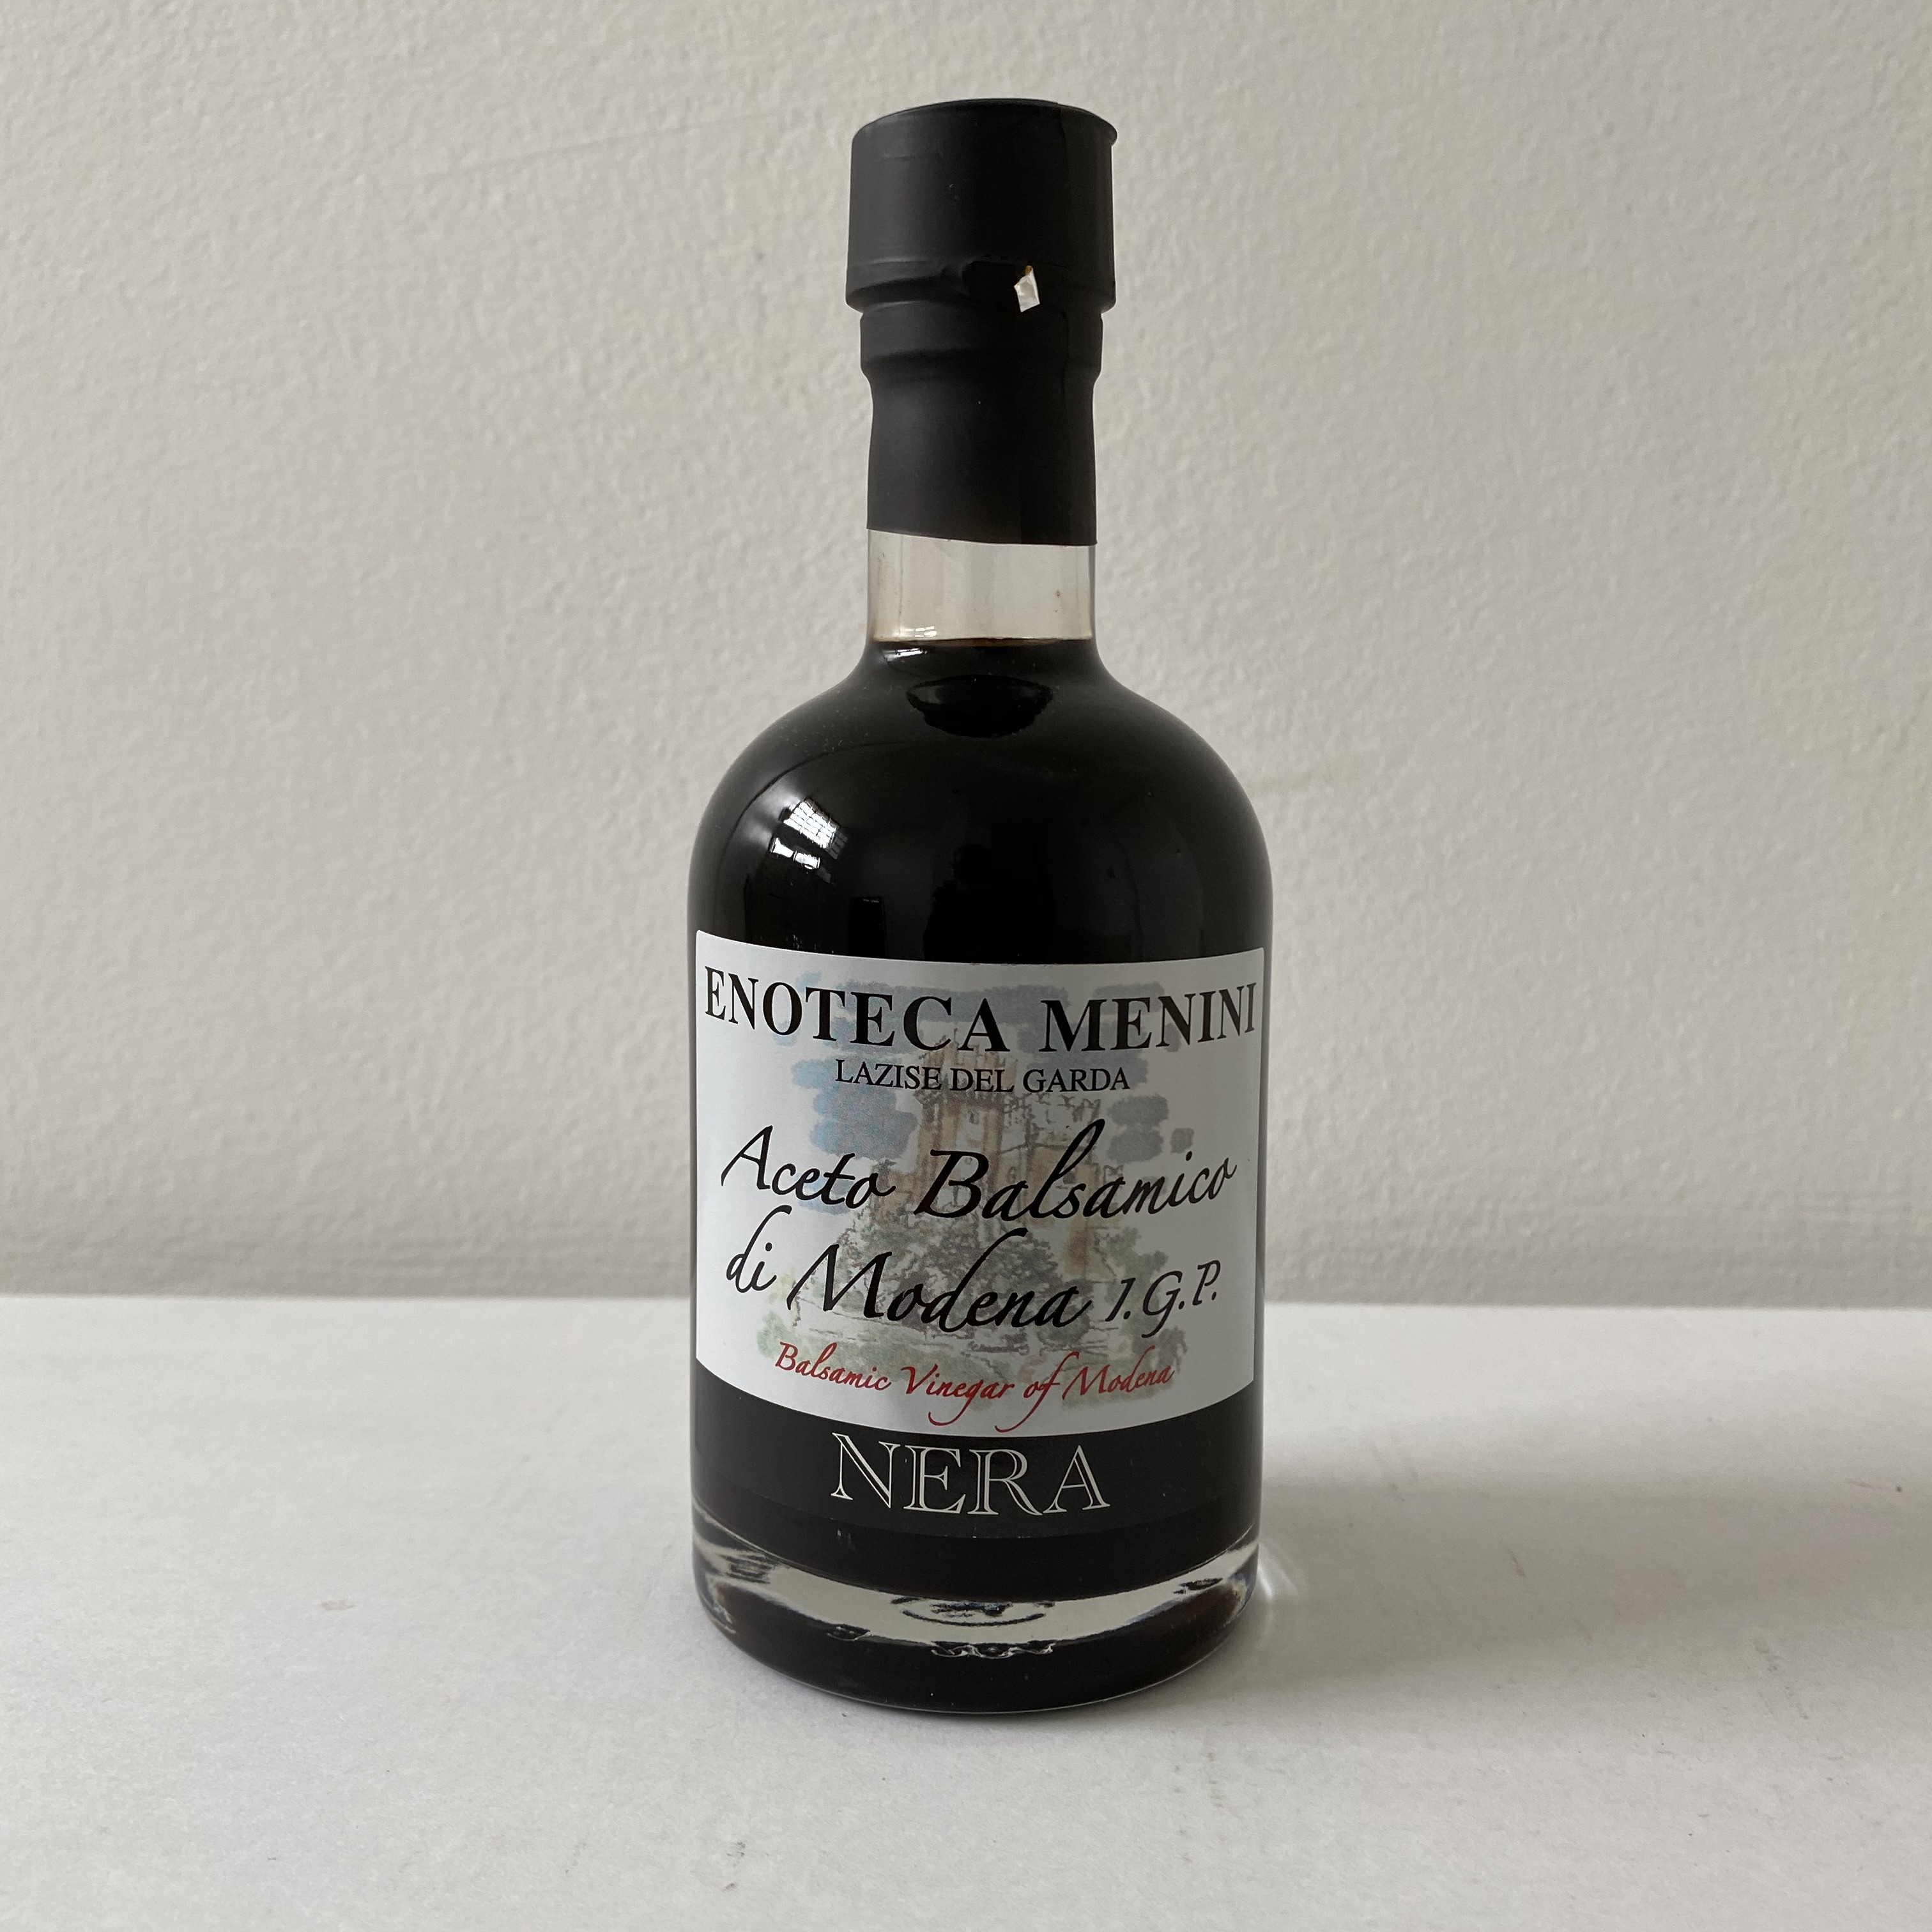 ENOTECA MENINI
LAZISE DEL GARDA
Aceto Balsamico
di Modena I.G.P.
Balsamic Vinegar of Modena
NERA